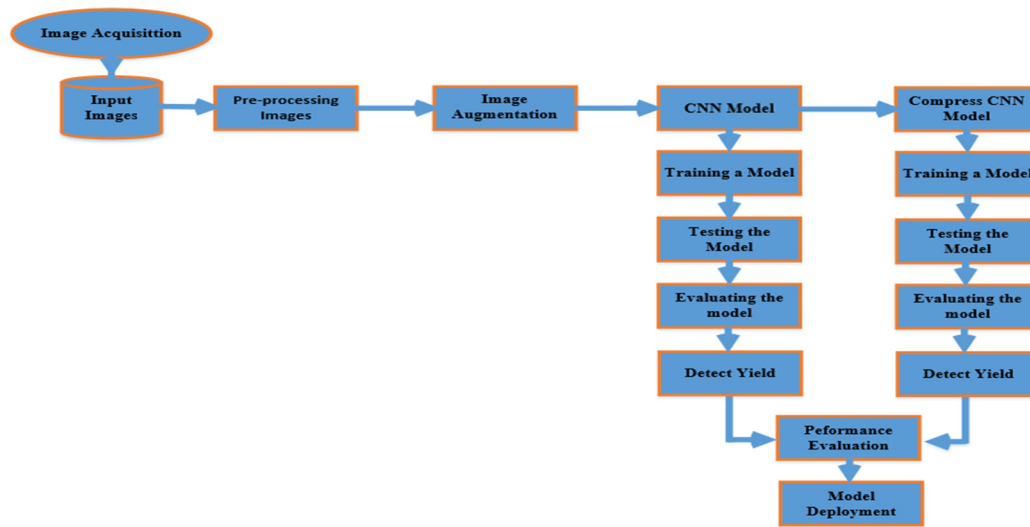 Image Acquisittion
Input
Images
Pre-processing
Images
Image
Augmentation
CNN Model
Compress CNN
Model
Training a Model
Training a Model
Testing the
Model
Testing the
Model
Evaluating the
model
Evaluating the
model
Detect Yield
Detect Yield
Peformance
Evaluation
Model
Deployment